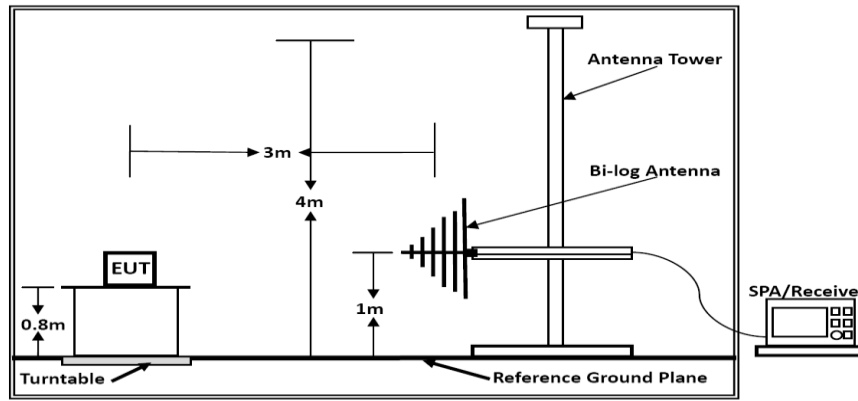 Antenna Tower
3m
Bi-log Antenna
4m
EUT
1m
SPA/Receive
0.8m
Turntable
Reference Ground Plane